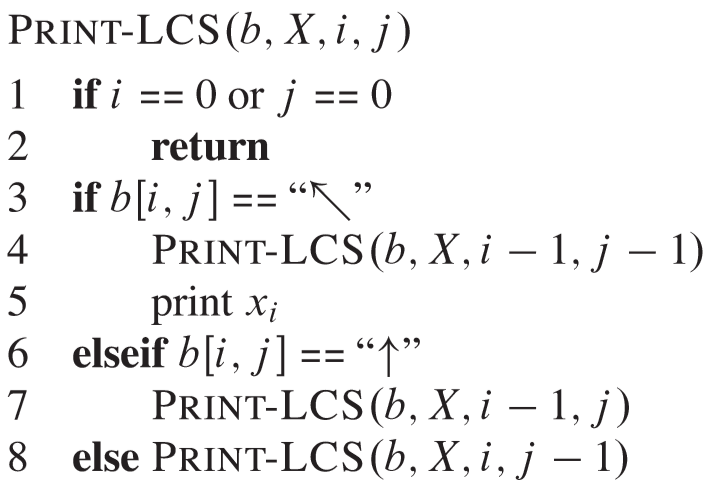 PRINT-LCS(b, X, i, j)
1 if i == 0 or j == 0
2 return
3 if b[i, j] == “↖”
4 PRINT-LCS(b, X, i − 1, j − 1)
5 print xᵢ
6 elseif b[i, j] == “↑”
7 PRINT-LCS(b, X, i − 1, j)
8 else PRINT-LCS(b, X, i, j − 1)